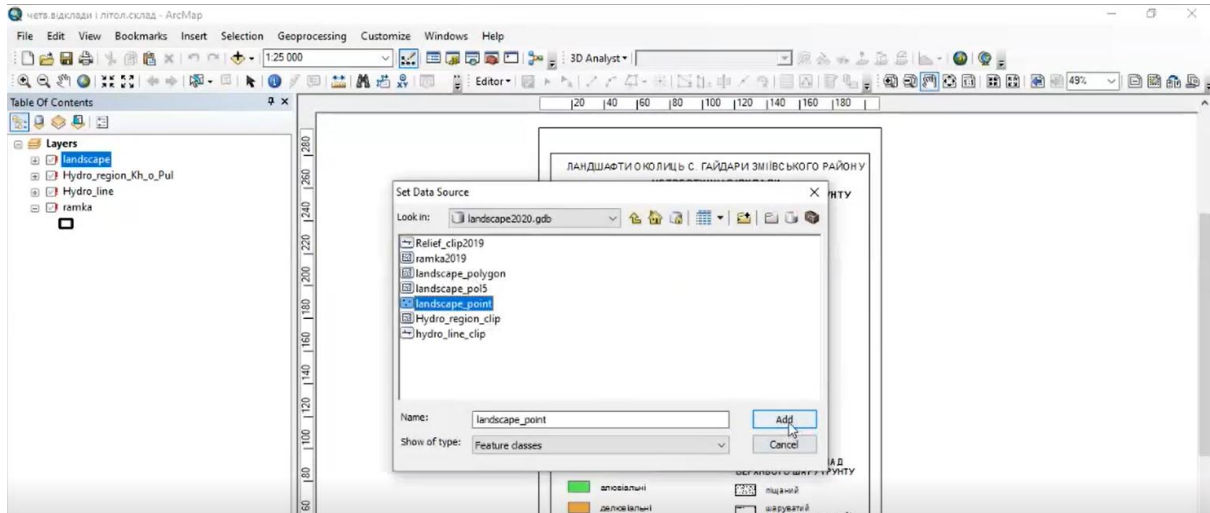 четв.відклади і літол.склад - ArcMap
File Edit View Bookmarks Insert Selection Geoprocessing Customize Windows Help
1:25 000
3D Analyst
Editor
49%
Table Of Contents
20 40 60 80 100 120 140 160 180
Layers
landscape
Hydro_region_Kh_o_Pul
Hydro_line
ramka
280
260
240
220
200
180
160
140
120
100
80
60
ЛАНДШАФТИ ОКОЛИЦЬ С. ГАЙДАРИ ЗМІЇВСЬКОГО РАЙОНУ
Set Data Source
Look in: landscape2020.gdb
Relief_clip2019
ramka2019
landscape_polygon
landscape_pol5
landscape_point
Hydro_region_clip
hydro_line_clip
Name: landscape_point
Add
Show of type: Feature classes
Cancel
ВЕРХНЬОГО ШАРУ ҐРУНТУ
алювіальні
піщаний
делювіальні
шаруватий